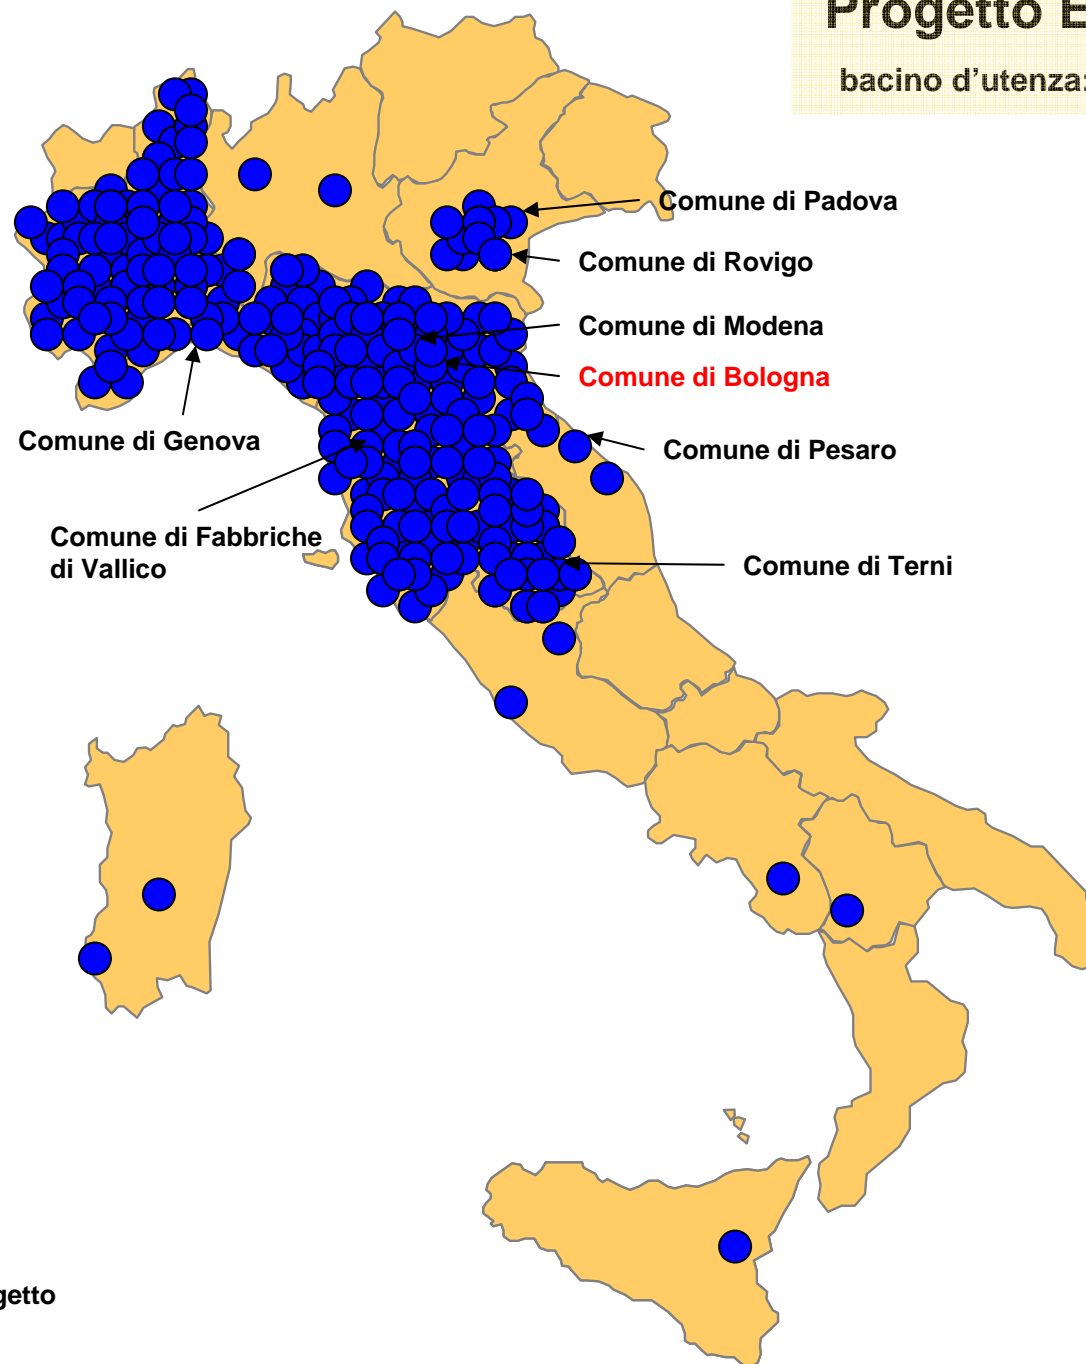 Progetto E
bacino d'utenza:
Comune di Padova
Comune di Rovigo
Comune di Modena
Comune di Bologna
Comune di Genova
Comune di Pesaro
Comune di Fabbriche
di Vallico
Comune di Terni
getto